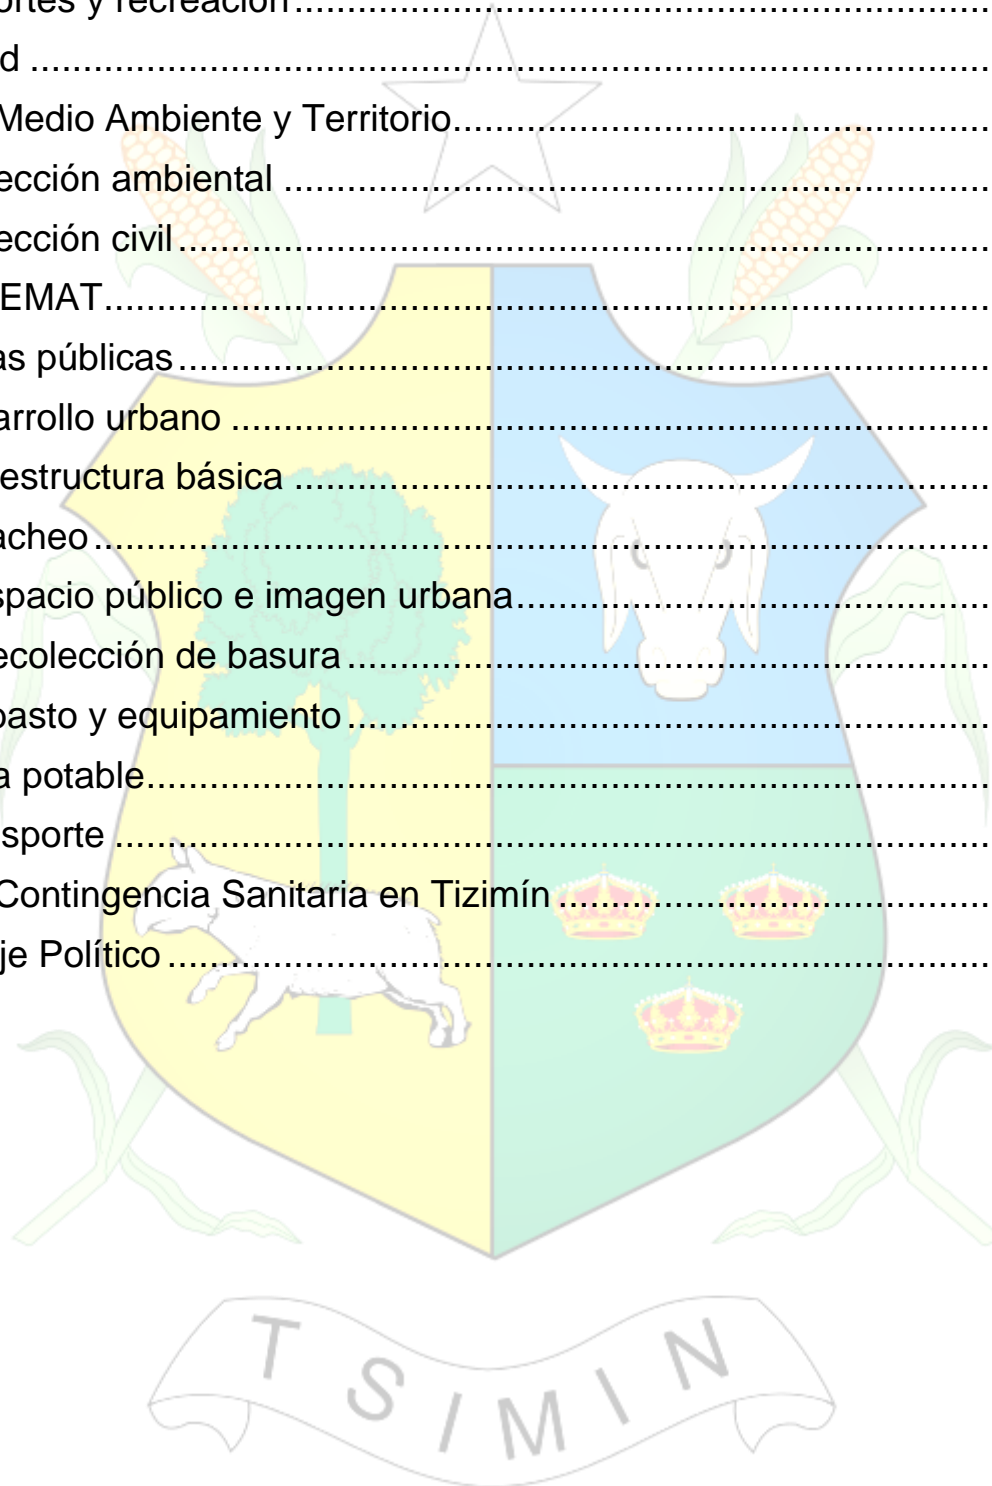 ortes y recreación
d
Medio Ambiente y Territorio
ección ambiental
ección civil
EMAT
as públicas
arrollo urbano
estructura básica
acheo
spacio público e imagen urbana
ecolección de basura
basto y equipamiento
a potable
sporte
Contingencia Sanitaria en Tizimín
je Político
TSIMIN